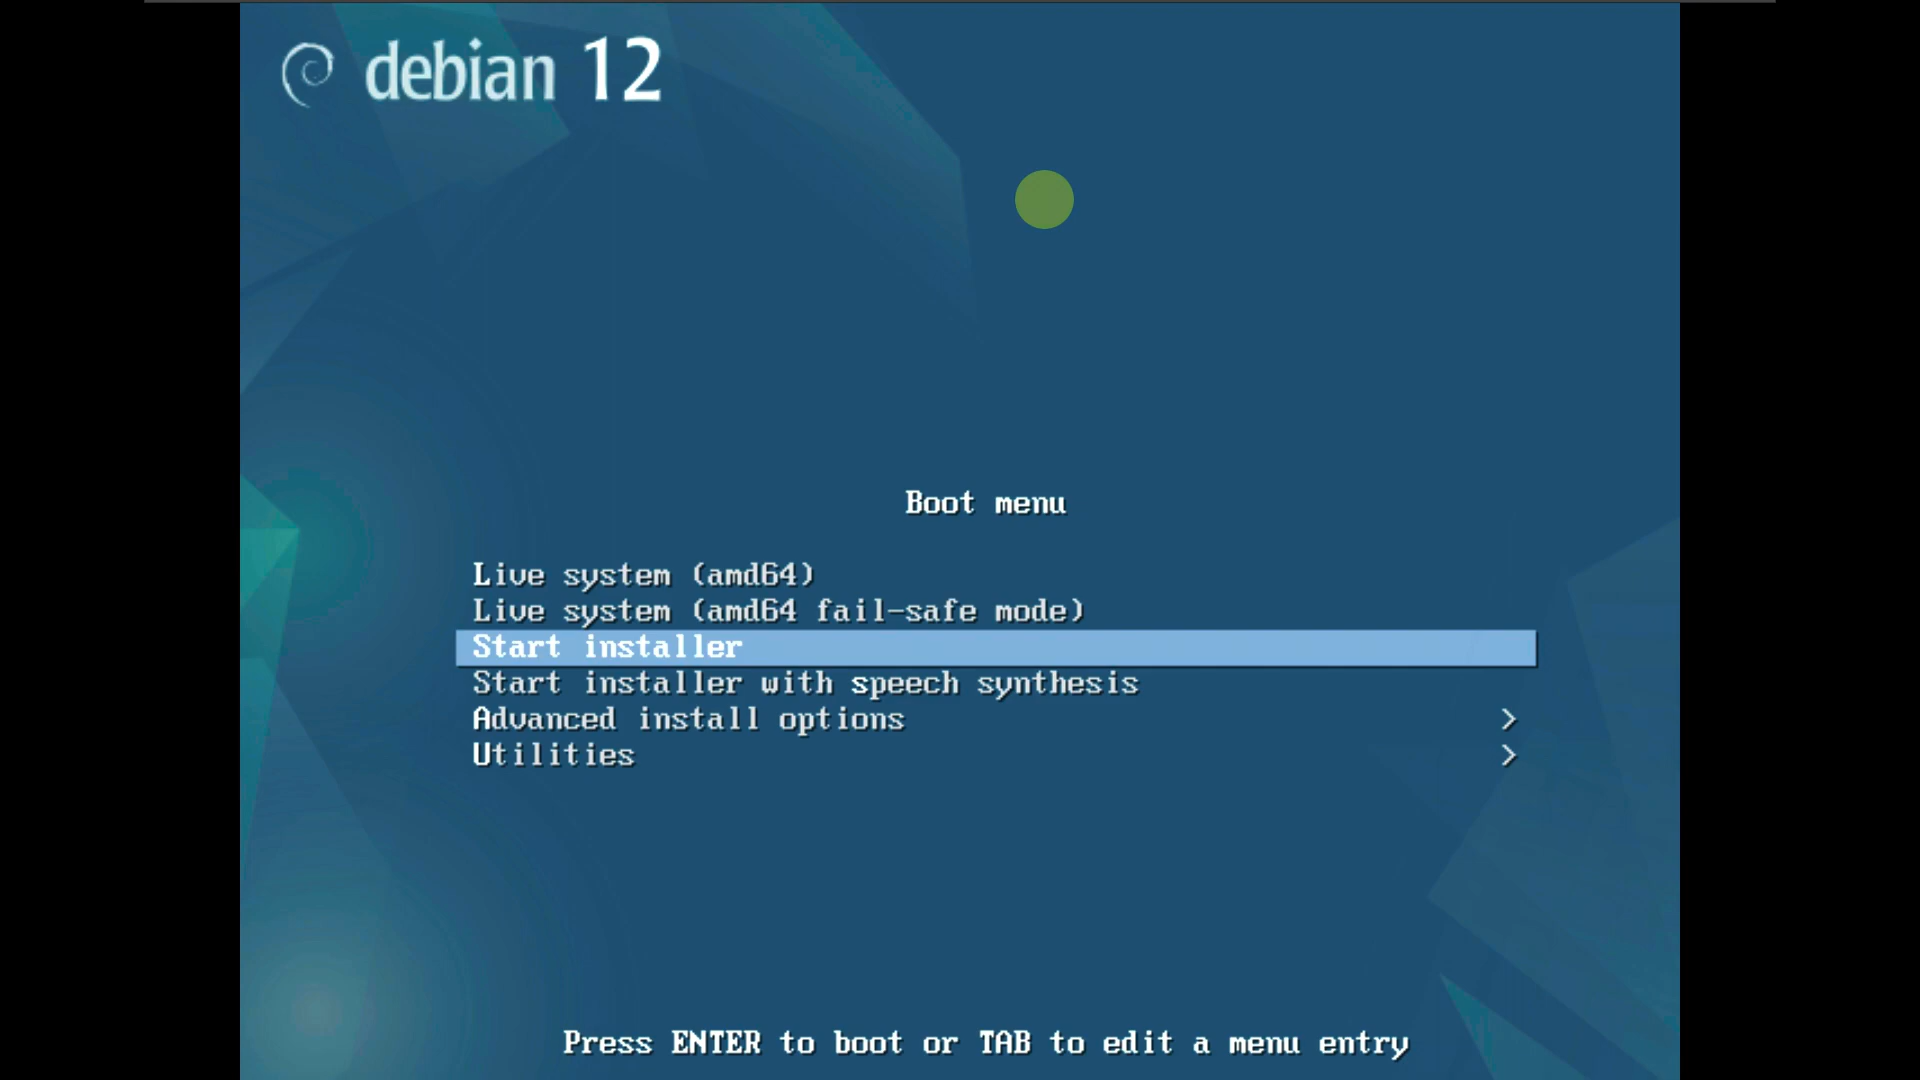 debian 12
Boot menu
Live system (amd64)
Live system (amd64 fail-safe mode)
Start installer
Start installer with speech synthesis
Advanced install options >
Utilities >
Press ENTER to boot or TAB to edit a menu entry